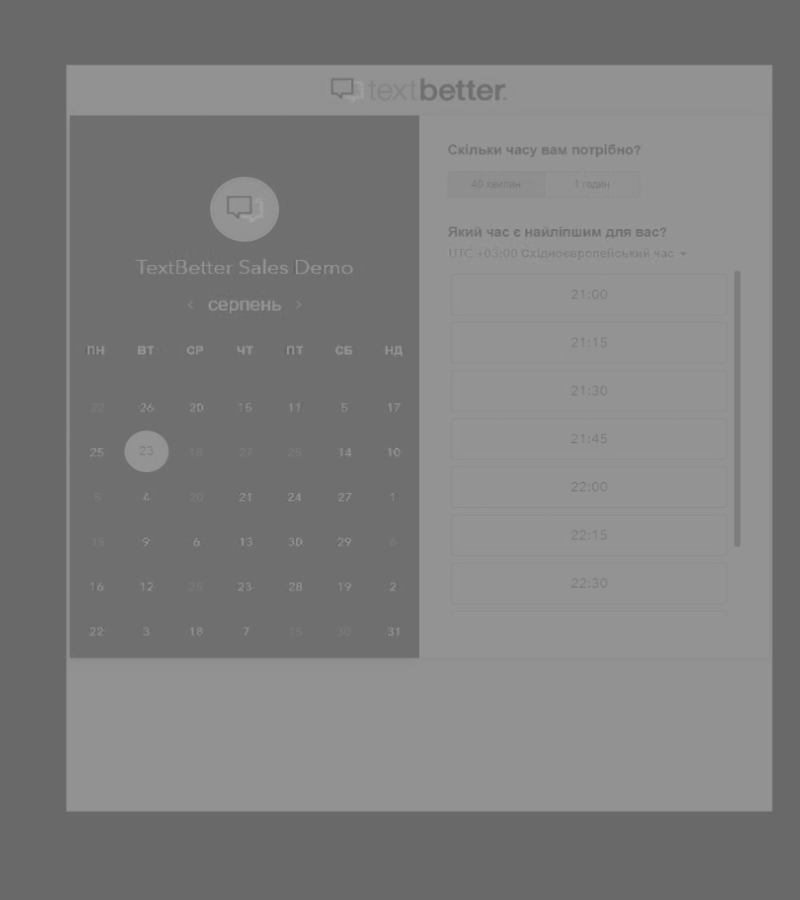 textbetter.
TextBetter Sales Demo
‹ серпень ›
ПН ВТ СР ЧТ ПТ СБ НД
22 26 20 15 11 5 17
25 23 18 27 25 14 10
5 4 20 21 24 27 1
15 9 6 13 30 29 6
16 12 25 23 28 19 2
22 3 18 7 15 30 31
Скільки часу вам потрібно?
40 хвилин 1 годин
Який час є найліпшим для вас?
UTC +03:00 Східноєвропейський час
21:00
21:15
21:30
21:45
22:00
22:15
22:30